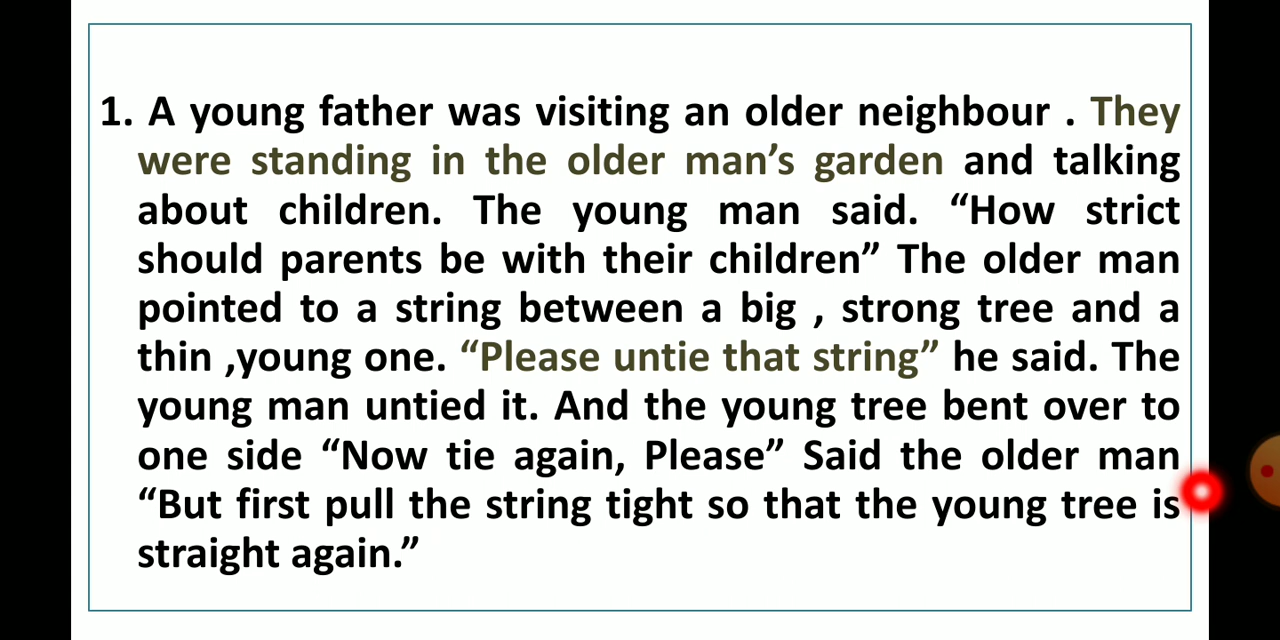 1. A young father was visiting an older neighbour . They
were standing in the older man’s garden and talking
about children. The young man said. “How strict
should parents be with their children” The older man
pointed to a string between a big , strong tree and a
thin ,young one. “Please untie that string” he said. The
young man untied it. And the young tree bent over to
one side “Now tie again, Please” Said the older man
“But first pull the string tight so that the young tree is
straight again.”